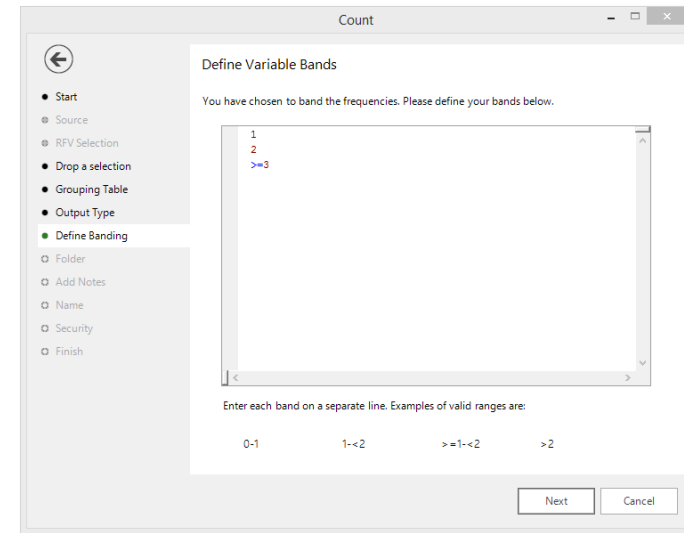 Count
Define Variable Bands
Start
Source
RFV Selection
Drop a selection
Grouping Table
Output Type
Define Banding
Folder
Add Notes
Name
Security
Finish
You have chosen to band the frequencies. Please define your bands below.
1
2
>=3
Enter each band on a separate line. Examples of valid ranges are:
0-1 1-<2 >=1-<2 >2
Next Cancel